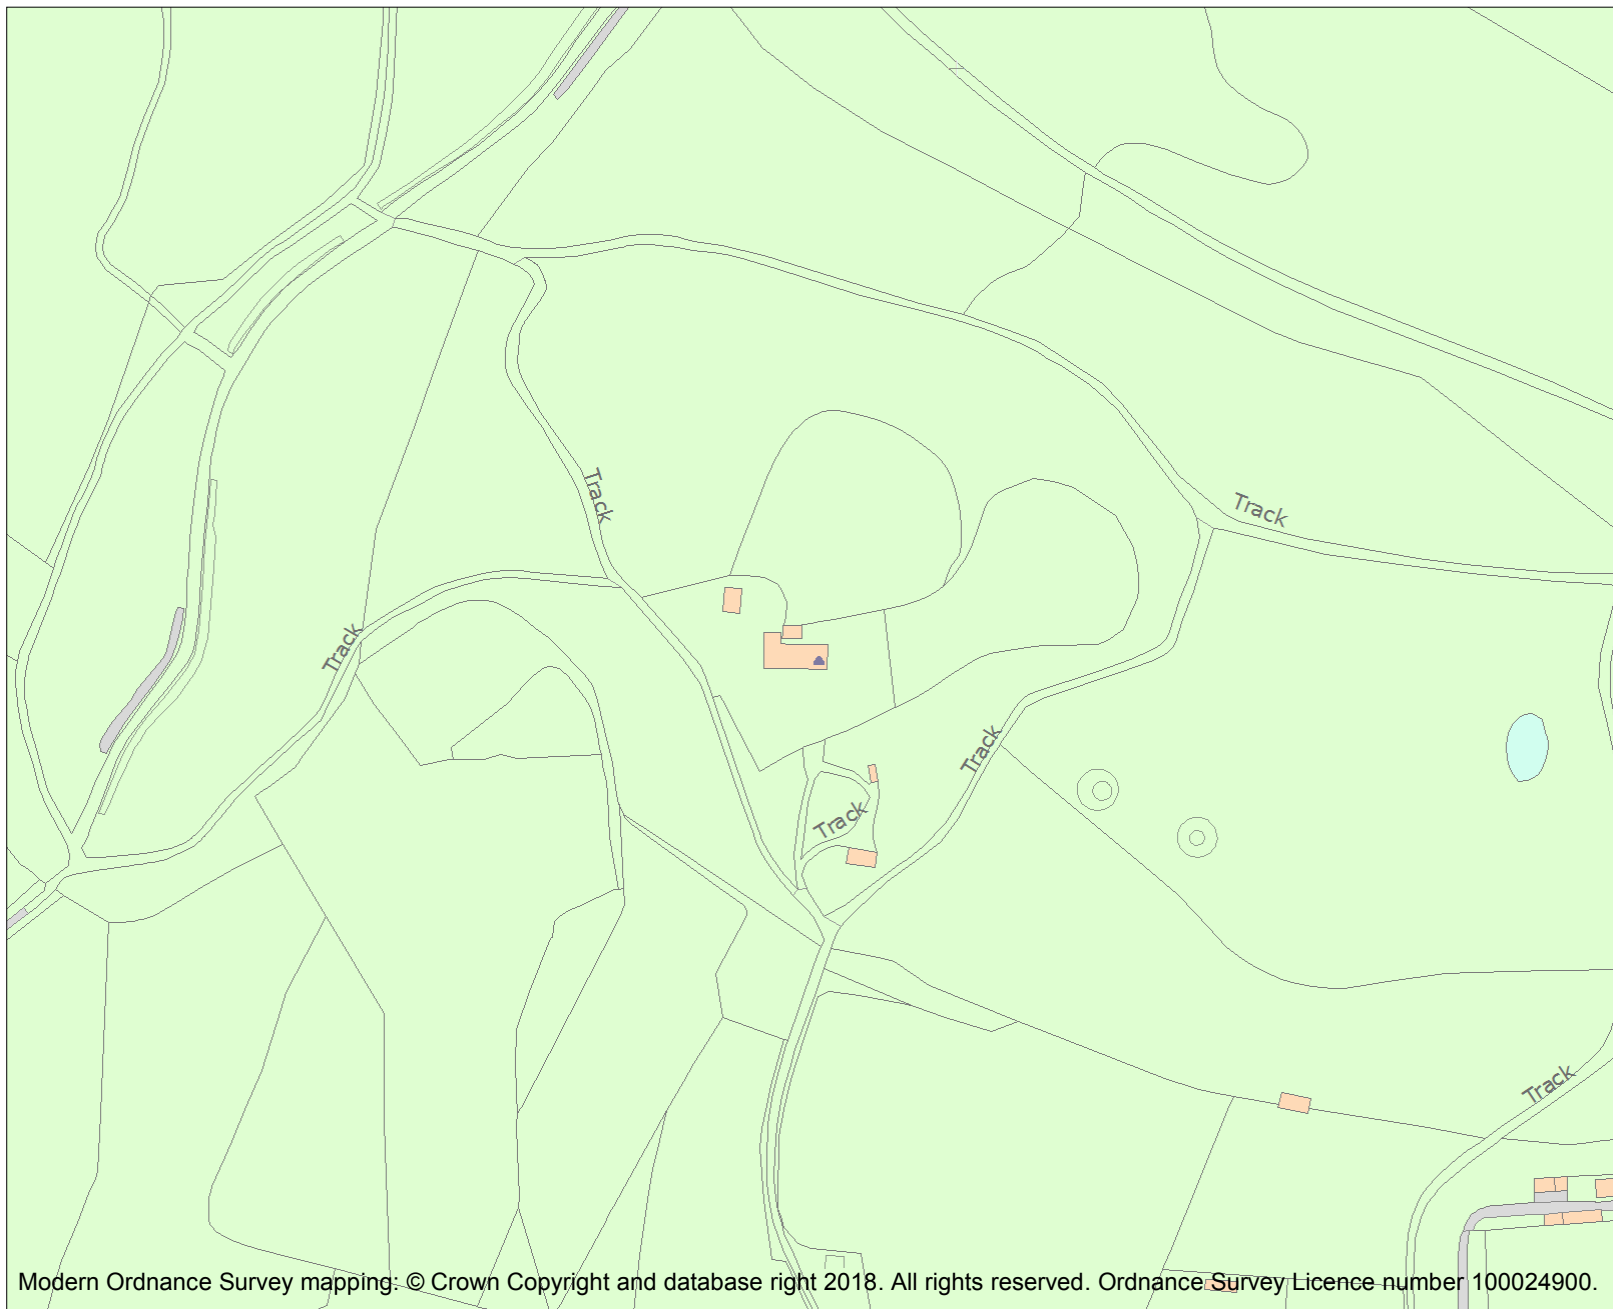 Track
Track
Track
Track
Track
Track
Modern Ordnance Survey mapping: © Crown Copyright and database right 2018. All rights reserved. Ordnance Survey Licence number 100024900.